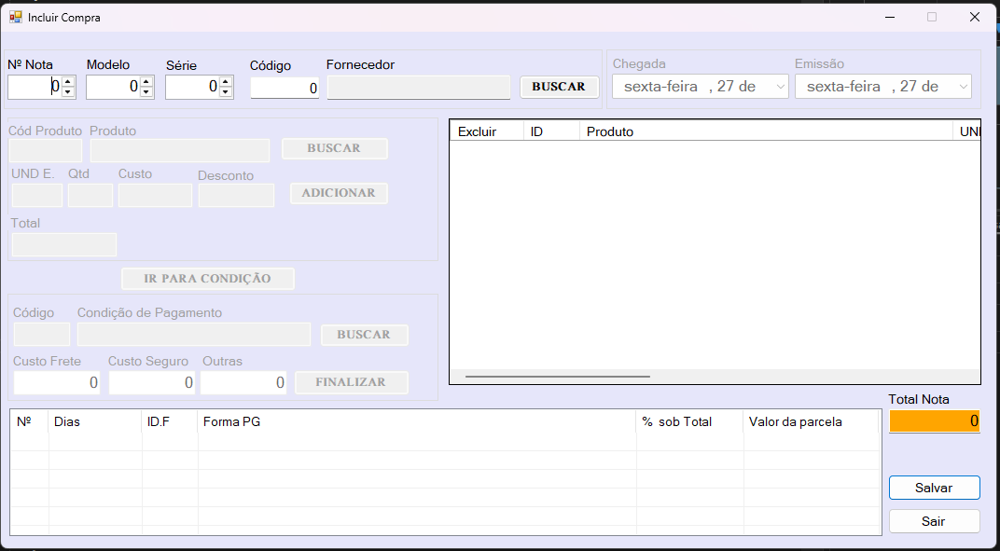 Incluir Compra
Nº Nota Modelo Série Código Fornecedor
0 0 0 0 BUSCAR
Chegada Emissão
sexta-feira , 27 de sexta-feira , 27 de
Cód Produto Produto
BUSCAR
UND E. Qtd Custo Desconto
ADICIONAR
Total
IR PARA CONDIÇÃO
Código Condição de Pagamento
BUSCAR
Custo Frete Custo Seguro Outras
0 0 0 FINALIZAR
Excluir ID Produto UNI
Nº Dias ID.F Forma PG % sob Total Valor da parcela
Total Nota
0
Salvar
Sair